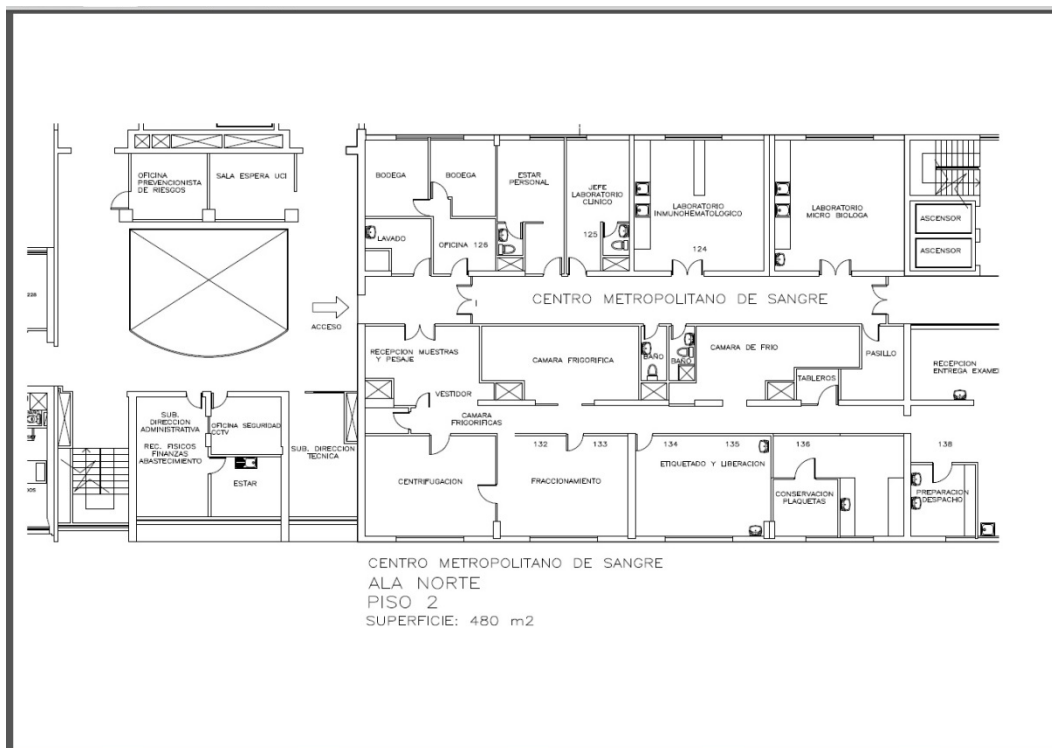 OFICINA
PREVENCIONISTA
DE RIESGOS
SALA ESPERA UCI
BODEGA
BODEGA
ESTAR
PERSONAL
JEFE
LABORATORIO
CLINICO
125
LABORATORIO
INMUNOHEMATOLOGICO
124
LABORATORIO
MICRO BIOLOGA
ASCENSOR
ASCENSOR
LAVADO
OFICINA 126
228
ACCESO
CENTRO METROPOLITANO DE SANGRE
RECEPCION MUESTRAS
Y PESAJE
CAMARA FRIGORIFICA
BAÑO
BAÑO
CAMARA DE FRIO
PASILLO
TABLEROS
RECEPCION
ENTREGA EXAMEN
VESTIDOR
CAMARA
FRIGORIFICAS
SUB.
DIRECCION
ADMINISTRATIVA
REC. FISICOS
FINANZAS
ABASTECIMIENTO
OFICINA SEGURIDAD
CCTV
ESTAR
SUB. DIRECCION
TECNICA
132
133
134
135
136
138
CENTRIFUGACION
FRACCIONAMIENTO
ETIQUETADO Y LIBERACION
CONSERVACION
PLAQUETAS
PREPARACION
DESPACHO
CENTRO METROPOLITANO DE SANGRE
ALA NORTE
PISO 2
SUPERFICIE: 480 m2